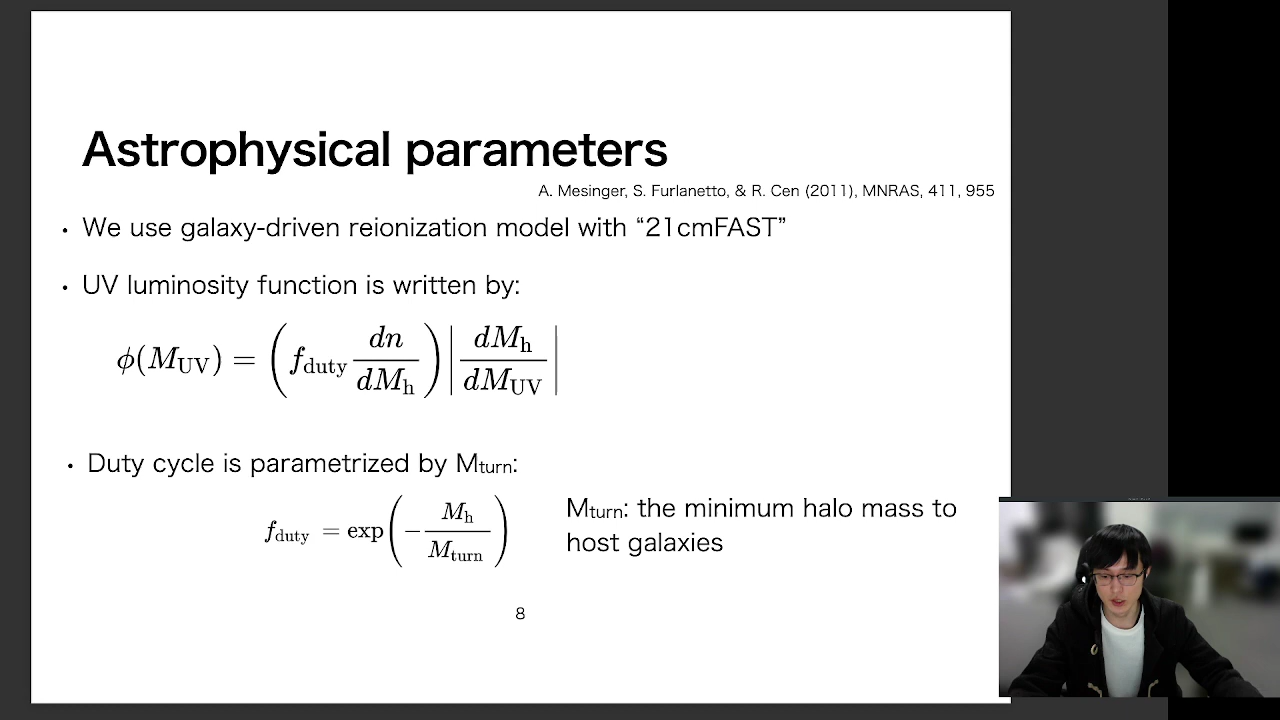 Astrophysical parameters
A. Mesinger, S. Furlanetto, & R. Cen (2011), MNRAS, 411, 955
• We use galaxy-driven reionization model with “21cmFAST”
• UV luminosity function is written by:
ϕ(M_UV) = (f_duty dn/dM_h) |dM_h/dM_UV|
• Duty cycle is parametrized by Mturn:
f_duty = exp(−M_h/M_turn)
Mturn: the minimum halo mass to
host galaxies
8